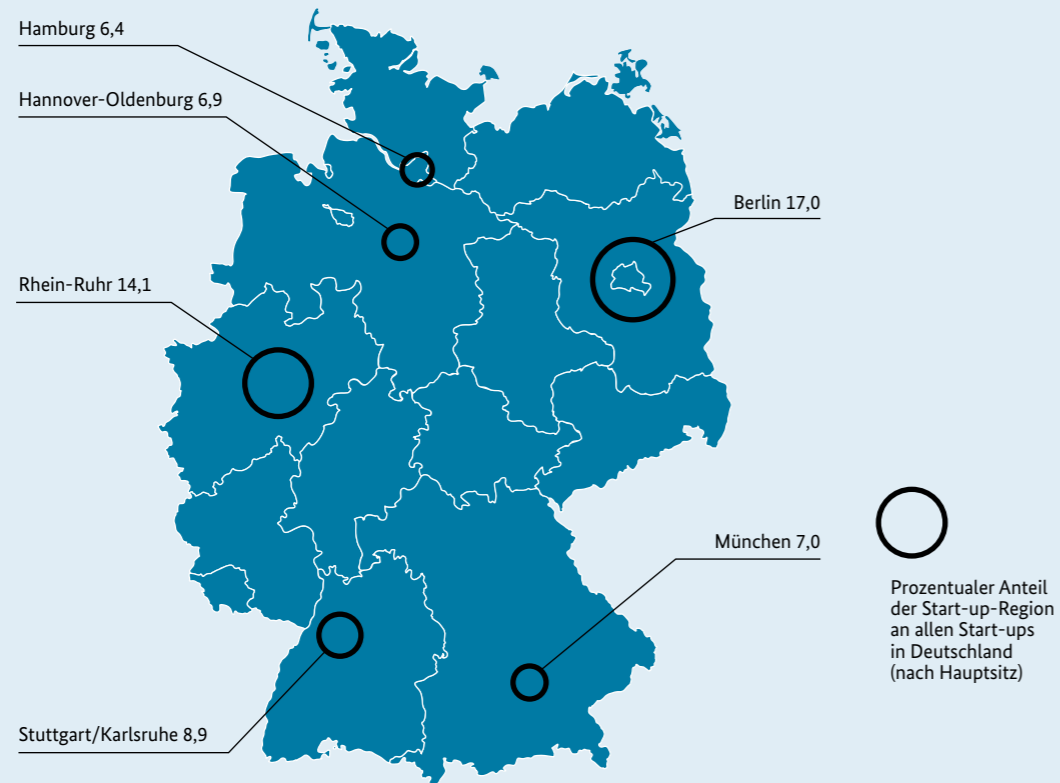 Hamburg 6,4
Hannover-Oldenburg 6,9
Berlin 17,0
Rhein-Ruhr 14,1
München 7,0
Prozentualer Anteil
der Start-up-Region
an allen Start-ups
in Deutschland
(nach Hauptsitz)
Stuttgart/Karlsruhe 8,9